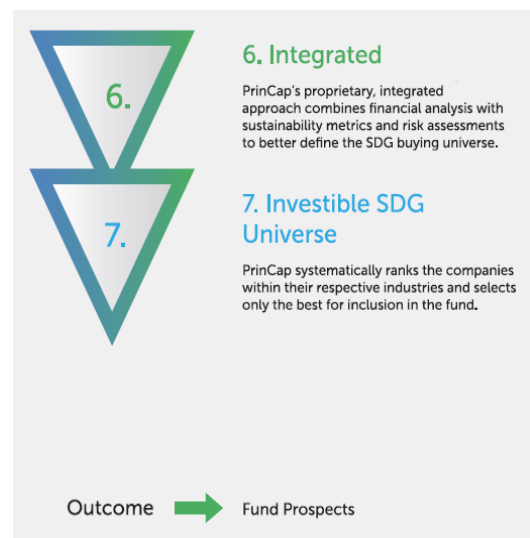 6.
6. Integrated
PrinCap's proprietary, integrated
approach combines financial analysis with
sustainability metrics and risk assessments
to better define the SDG buying universe.
7.
7. Investible SDG
Universe
PrinCap systematically ranks the companies
within their respective industries and selects
only the best for inclusion in the fund.
Outcome
Fund Prospects